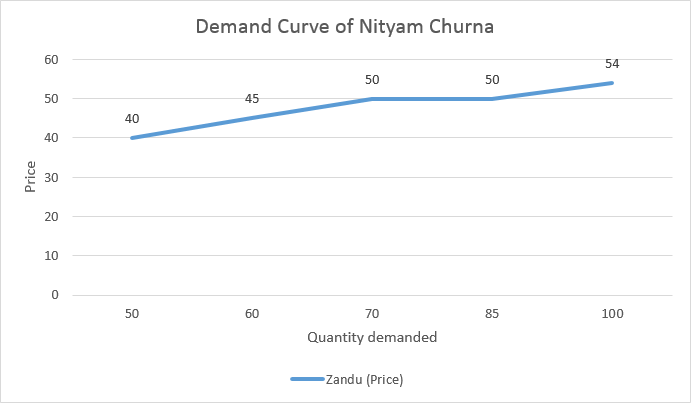 Demand Curve of Nityam Churna
60
50
40
30
20
10
0
Price
40
45
50
50
54
50 60 70 85 100
Quantity demanded
Zandu (Price)